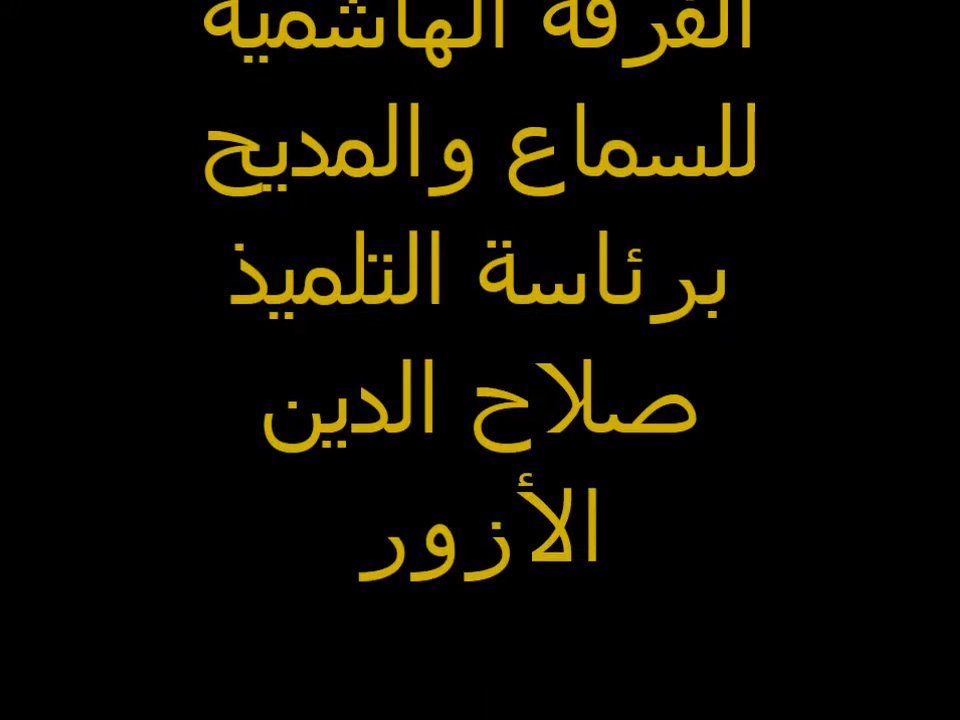 الفرقة الهاشمية
للسماع والمديح
برئاسة التلميذ
صلاح الدين
الأزور